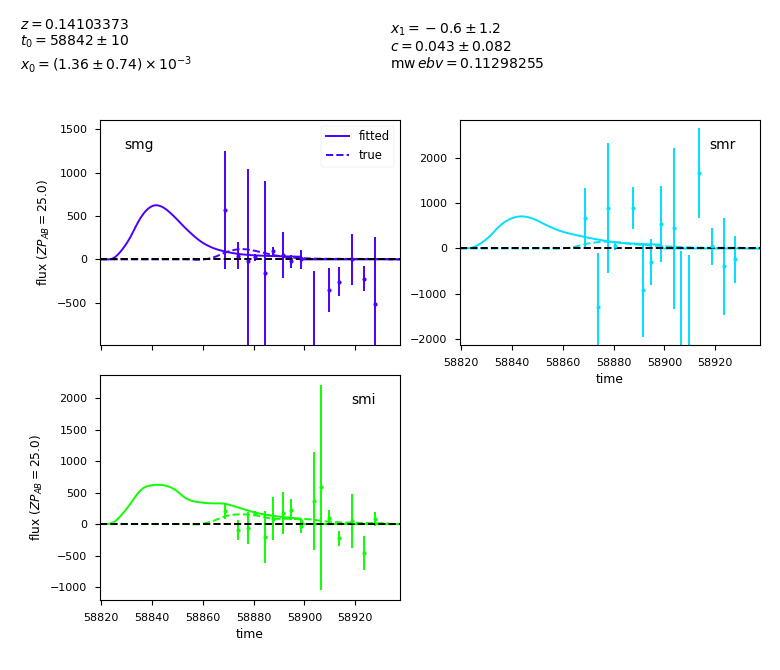 z = 0.14103373
t₀ = 58842 ± 10
x₀ = (1.36 ± 0.74) × 10⁻³
x₁ = −0.6 ± 1.2
c = 0.043 ± 0.082
mwebv = 0.11298255
smg
fitted
true
1500
1000
500
0
−500
flux (ZP_AB = 25.0)
smr
2000
1000
0
−1000
−2000
58820 58840 58860 58880 58900 58920
time
smi
2000
1500
1000
500
0
−500
−1000
flux (ZP_AB = 25.0)
58820 58840 58860 58880 58900 58920
time